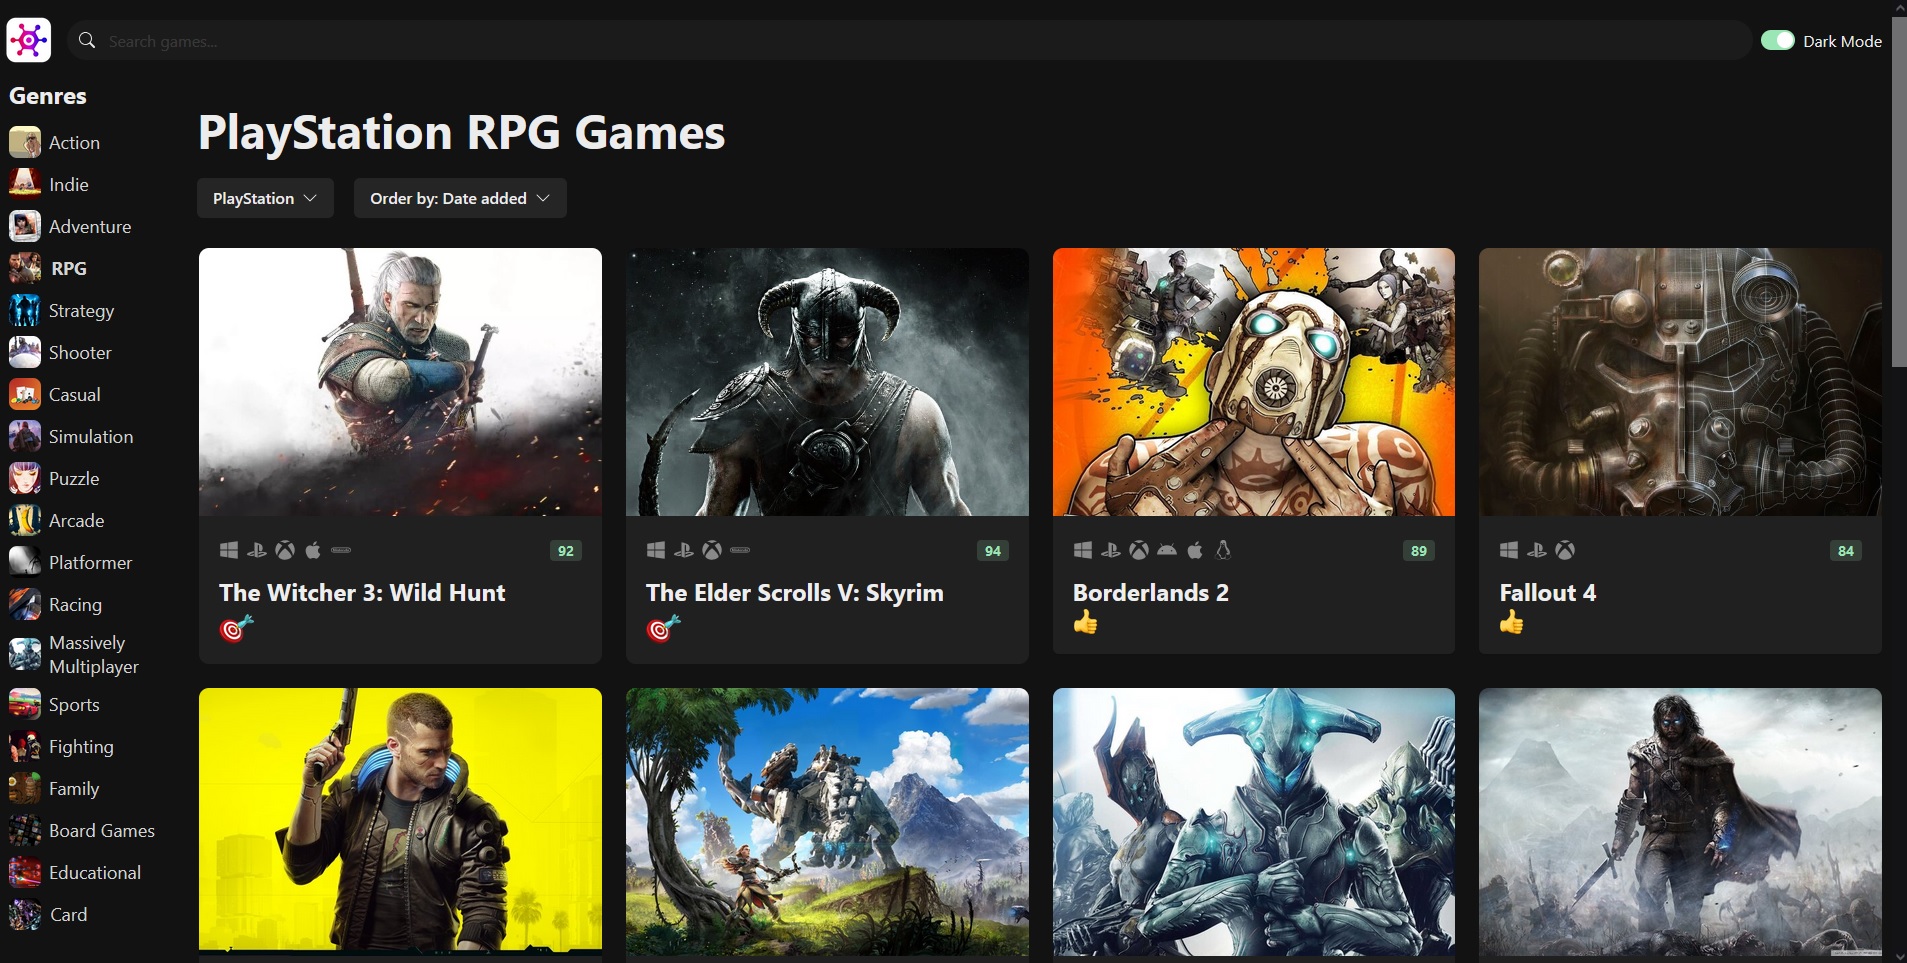 Search games...
Dark Mode
Genres
Action
Indie
Adventure
RPG
Strategy
Shooter
Casual
Simulation
Puzzle
Arcade
Platformer
Racing
Massively
Multiplayer
Sports
Fighting
Family
Board Games
Educational
Card
PlayStation RPG Games
PlayStation
Order by: Date added
92
The Witcher 3: Wild Hunt
94
The Elder Scrolls V: Skyrim
89
Borderlands 2
84
Fallout 4